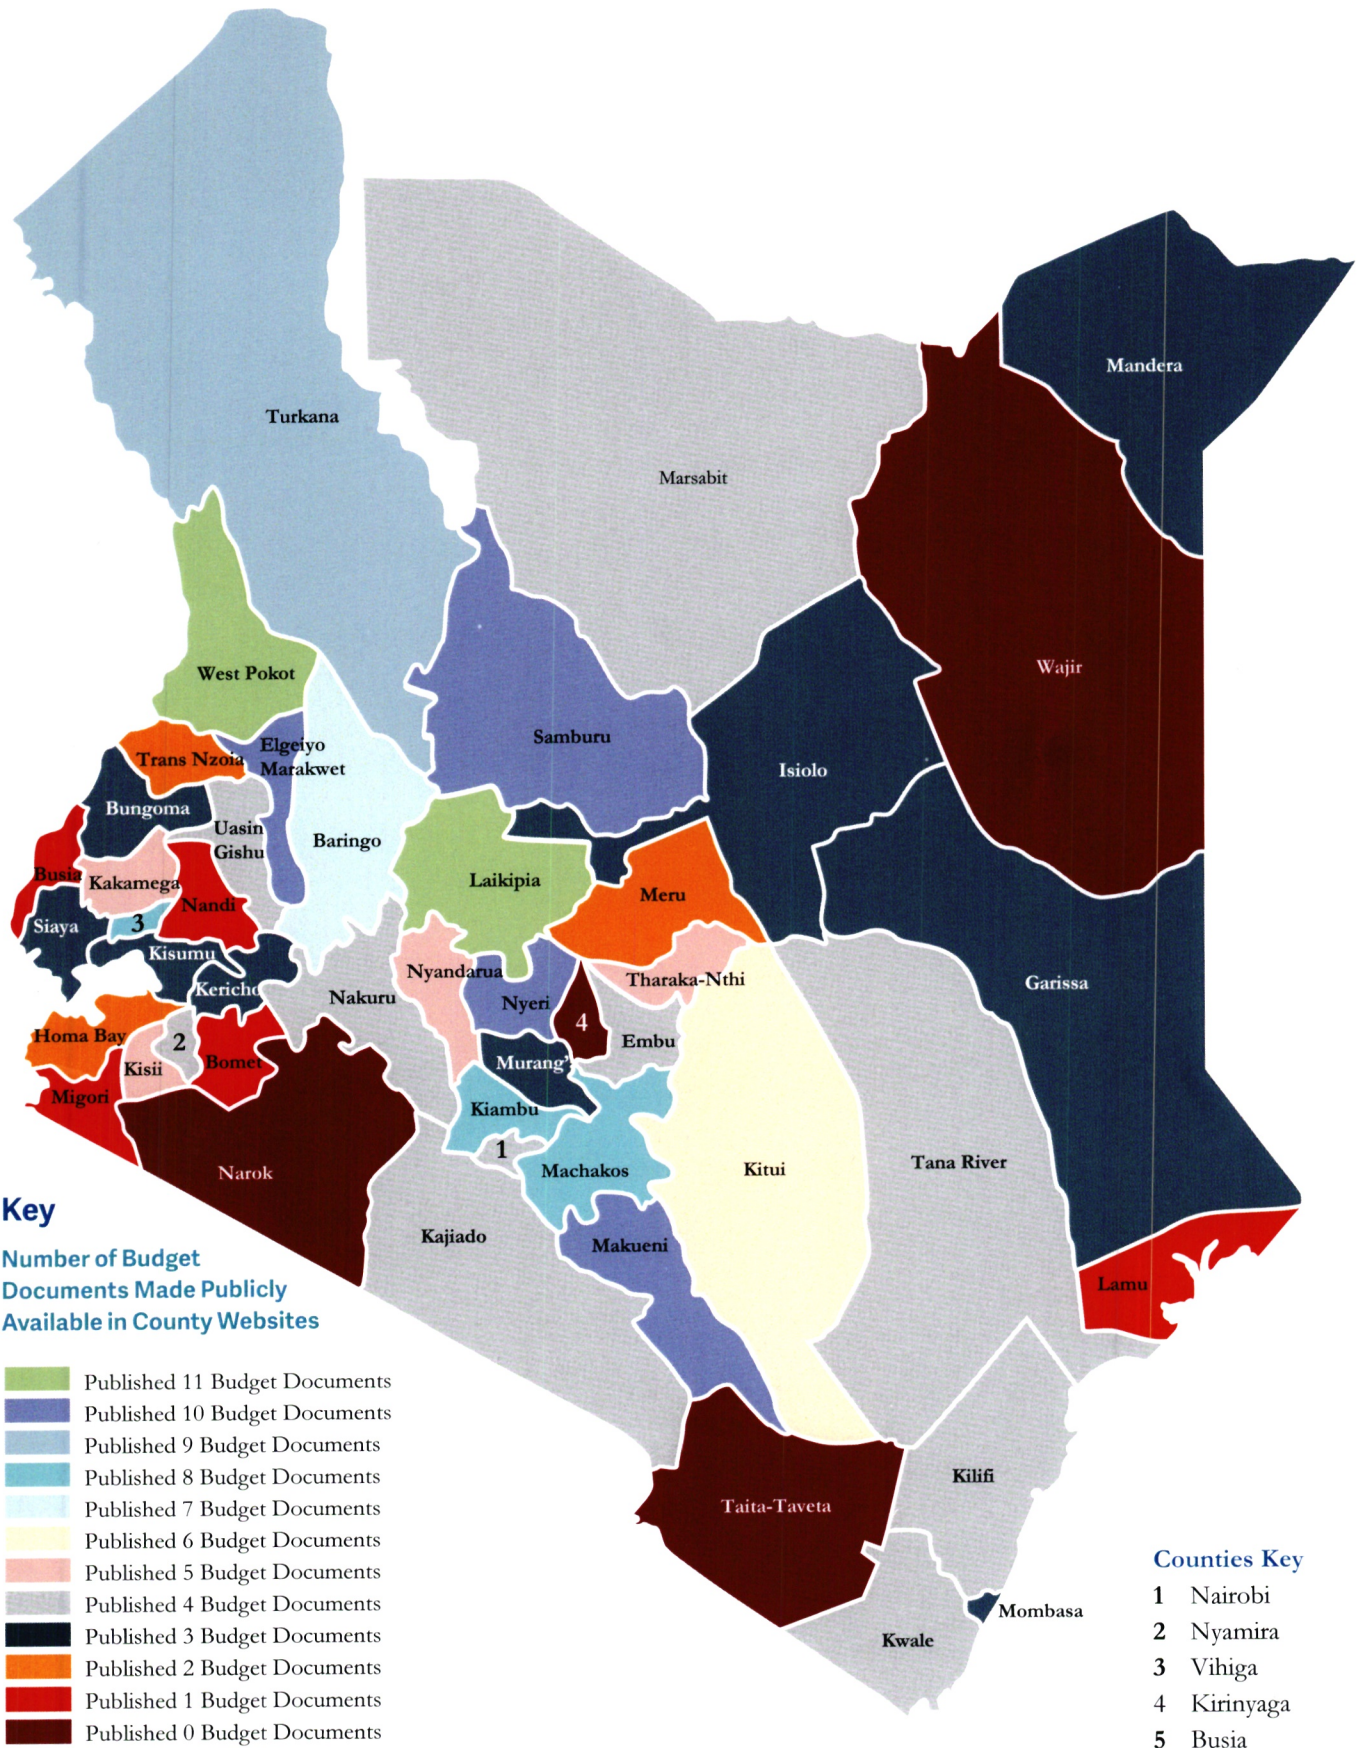 Mandera
Turkana
Marsabit
Wajir
West Pokot
Samburu
Elgeiyo
Marakwet
Trans Nzoia
Isiolo
Bungoma
Uasin
Gishu
Baringo
Busia
Kakamega
Laikipia
Meru
Nandi
3
Siaya
Kisumu
Nyandarua
Tharaka-Nthi
Garissa
Kericho
Nakuru
Nyeri
4
Homa Bay
2
Embu
Kisii
Bomet
Murang'
Migori
Kiambu
1
Machakos
Kitui
Tana River
Narok
Kajiado
Makueni
Lamu
Kilifi
Taita-Taveta
Mombasa
Kwale
Key
Number of Budget
Documents Made Publicly
Available in County Websites
Published 11 Budget Documents
Published 10 Budget Documents
Published 9 Budget Documents
Published 8 Budget Documents
Published 7 Budget Documents
Published 6 Budget Documents
Published 5 Budget Documents
Published 4 Budget Documents
Published 3 Budget Documents
Published 2 Budget Documents
Published 1 Budget Documents
Published 0 Budget Documents
Counties Key
1 Nairobi
2 Nyamira
3 Vihiga
4 Kirinyaga
5 Busia